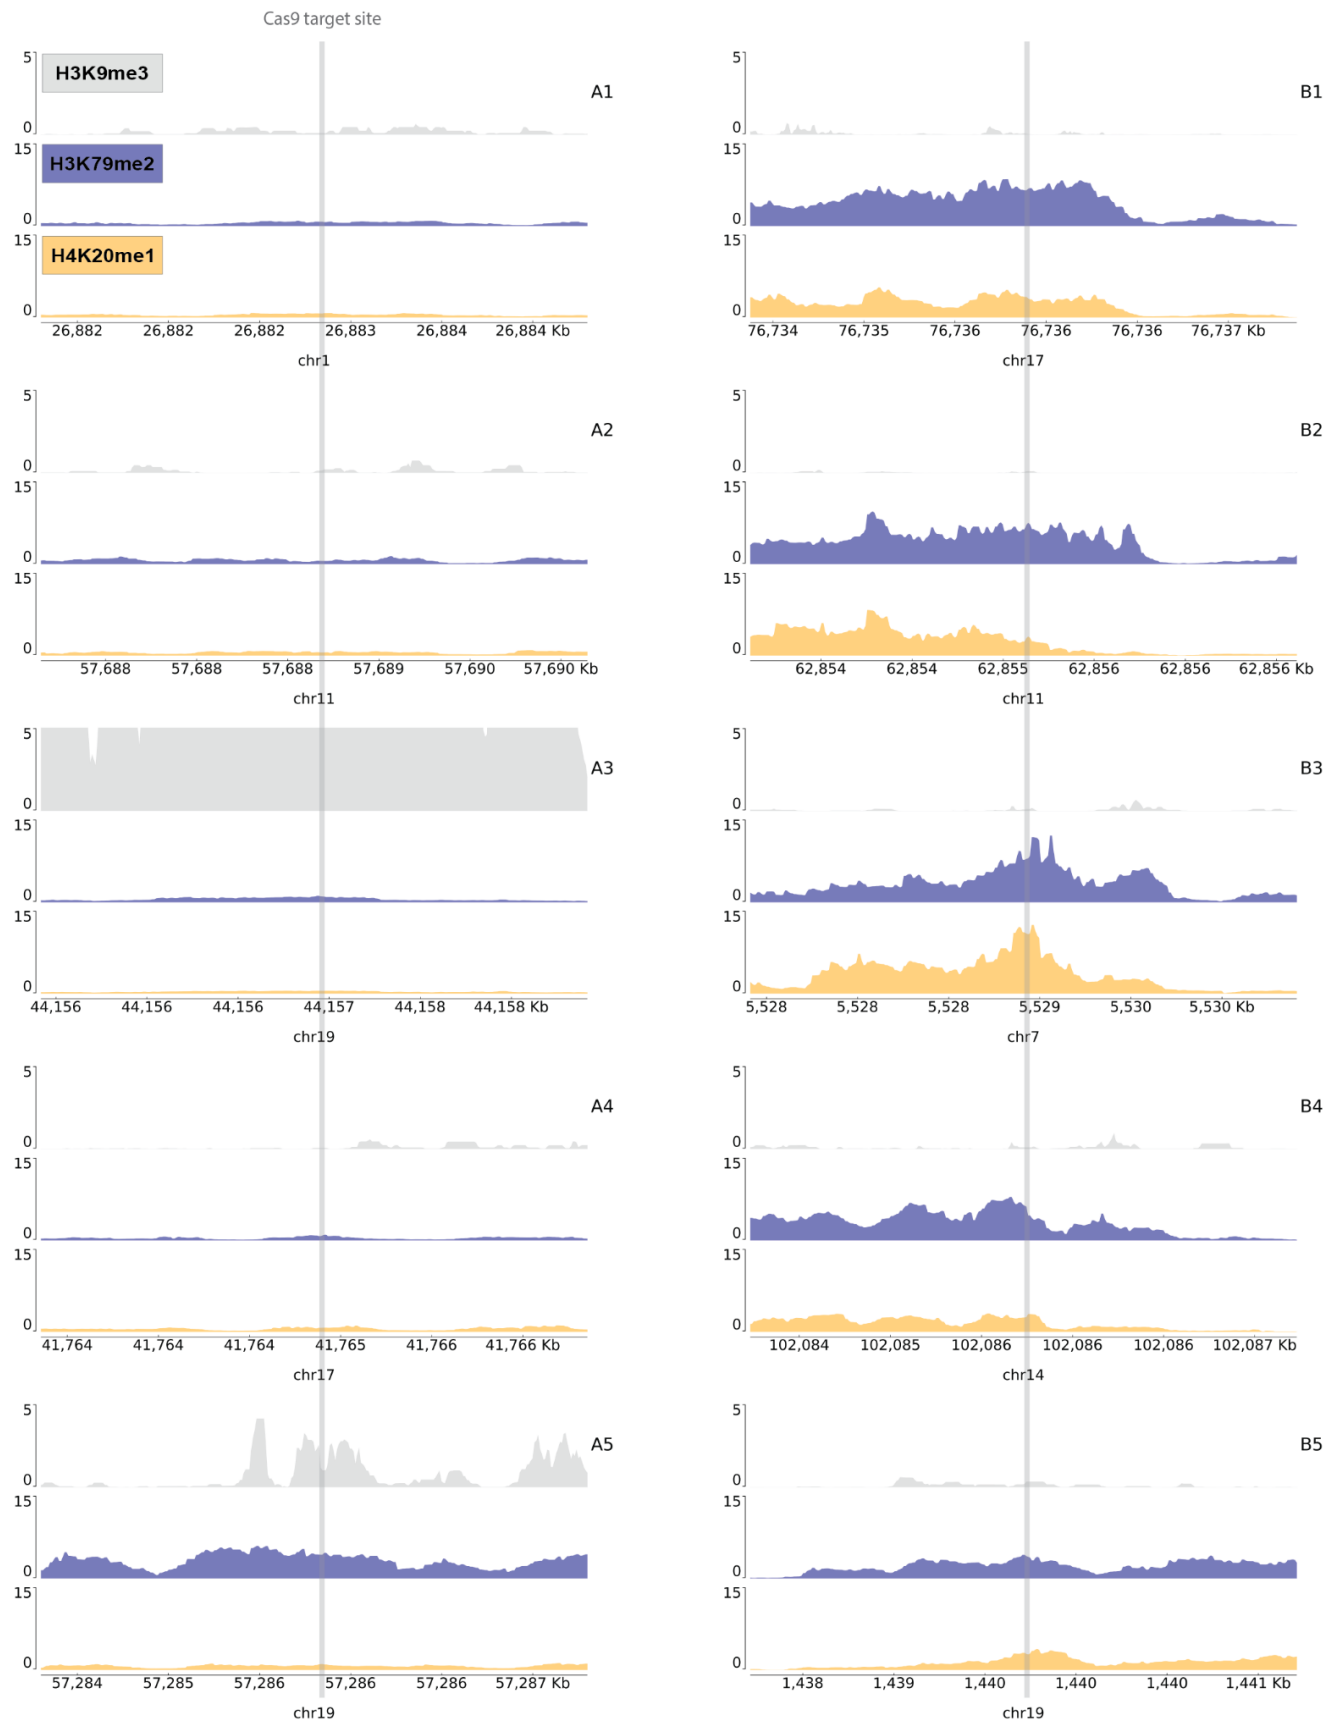 Cas9 target site
5
H3K9me3
A1
0
15
H3K79me2
0
15
H4K20me1
0
26,882 26,882 26,882 26,883 26,884 26,884 Kb
chr1
5
B1
0
15
0
15
0
76,734 76,735 76,736 76,736 76,736 76,737 Kb
chr17
5
A2
0
15
0
15
0
57,688 57,688 57,688 57,689 57,690 57,690 Kb
chr11
5
B2
0
15
0
15
0
62,854 62,854 62,855 62,856 62,856 62,856 Kb
chr11
5
A3
0
15
0
15
0
44,156 44,156 44,156 44,157 44,158 44,158 Kb
chr19
5
B3
0
15
0
15
0
5,528 5,528 5,528 5,529 5,530 5,530 Kb
chr7
5
A4
0
15
0
15
0
41,764 41,764 41,764 41,765 41,766 41,766 Kb
chr17
5
B4
0
15
0
15
0
102,084 102,085 102,086 102,086 102,086 102,087 Kb
chr14
5
A5
0
15
0
15
0
57,284 57,285 57,286 57,286 57,286 57,287 Kb
chr19
5
B5
0
15
0
15
0
1,438 1,439 1,440 1,440 1,440 1,441 Kb
chr19